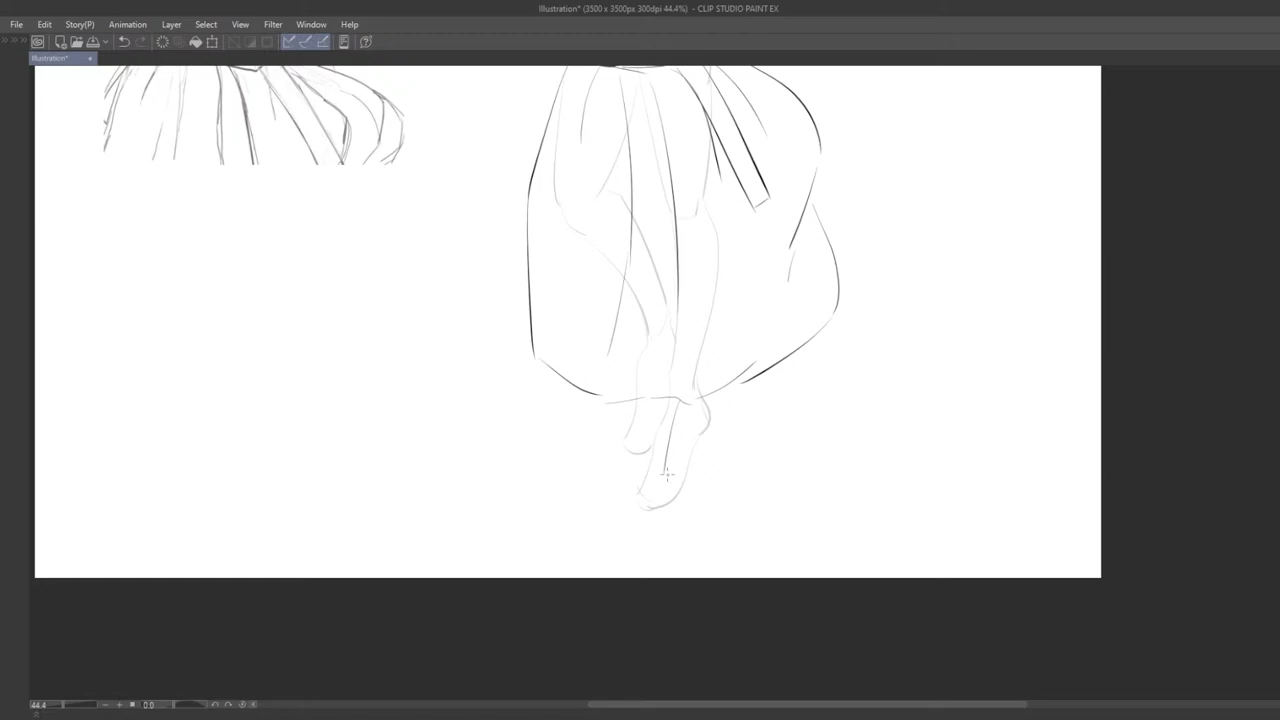 Illustration* (3500 x 3500px 300dpi 44.4%) - CLIP STUDIO PAINT EX
File Edit Story(P) Animation Layer Select View Filter Window Help
Illustration*
44.4 0.0